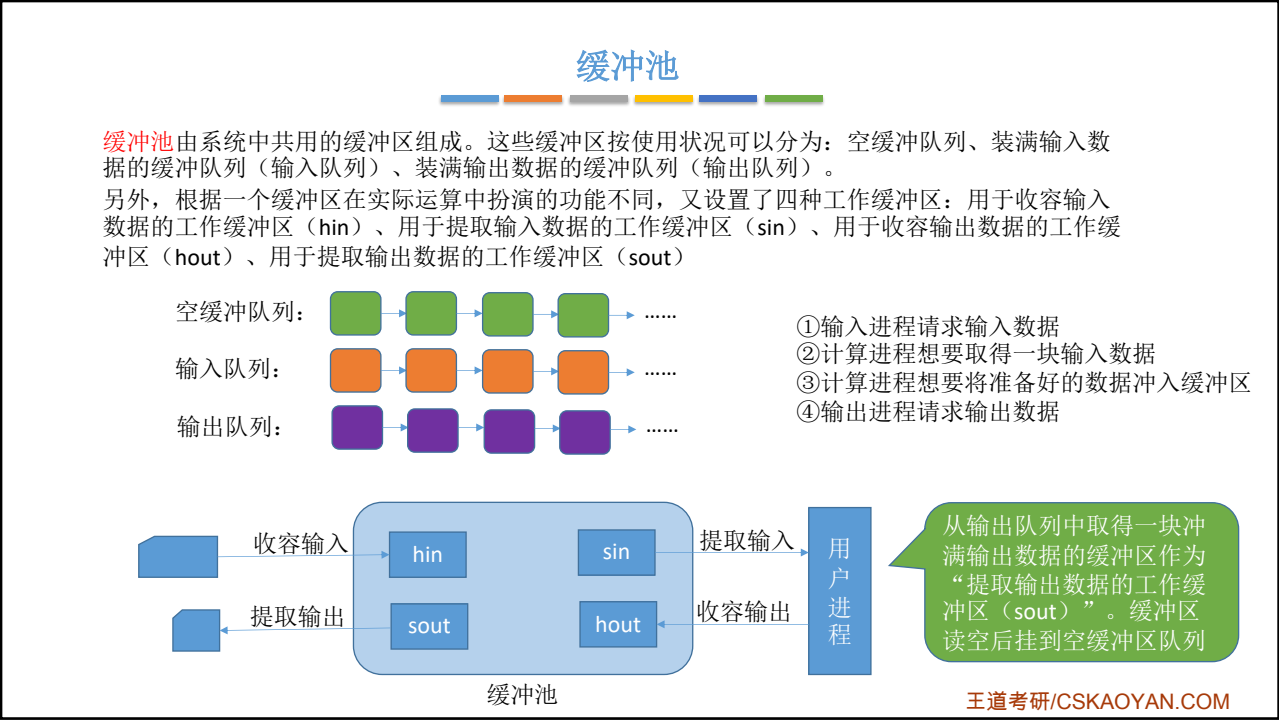 缓冲池
缓冲池由系统中共用的缓冲区组成。这些缓冲区按使用状况可以分为：空缓冲队列、装满输入数
据的缓冲队列（输入队列）、装满输出数据的缓冲队列（输出队列）。
另外，根据一个缓冲区在实际运算中扮演的功能不同，又设置了四种工作缓冲区：用于收容输入
数据的工作缓冲区（hin）、用于提取输入数据的工作缓冲区（sin）、用于收容输出数据的工作缓
冲区（hout）、用于提取输出数据的工作缓冲区（sout）
空缓冲队列：
……
输入队列：
……
输出队列：
……
①输入进程请求输入数据
②计算进程想要取得一块输入数据
③计算进程想要将准备好的数据冲入缓冲区
④输出进程请求输出数据
收容输入
hin
sin
提取输入
提取输出
sout
hout
收容输出
用
户
进
程
缓冲池
从输出队列中取得一块冲
满输出数据的缓冲区作为
“提取输出数据的工作缓
冲区（sout）”。缓冲区
读空后挂到空缓冲区队列
王道考研/CSKAOYAN.COM